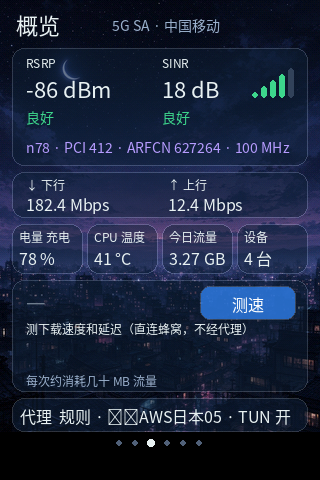 概览 5G SA · 中国移动
RSRP SINR
-86 dBm 18 dB
良好 良好
n78 · PCI 412 · ARFCN 627264 · 100 MHz
↓ 下行 ↑ 上行
182.4 Mbps 12.4 Mbps
电量 充电 CPU 温度 今日流量 设备
78 % 41 °C 3.27 GB 4 台
— 测速
测下载速度和延迟（直连蜂窝，不经代理）
每次约消耗几十 MB 流量
代理 规则 · AWS日本05 · TUN 开